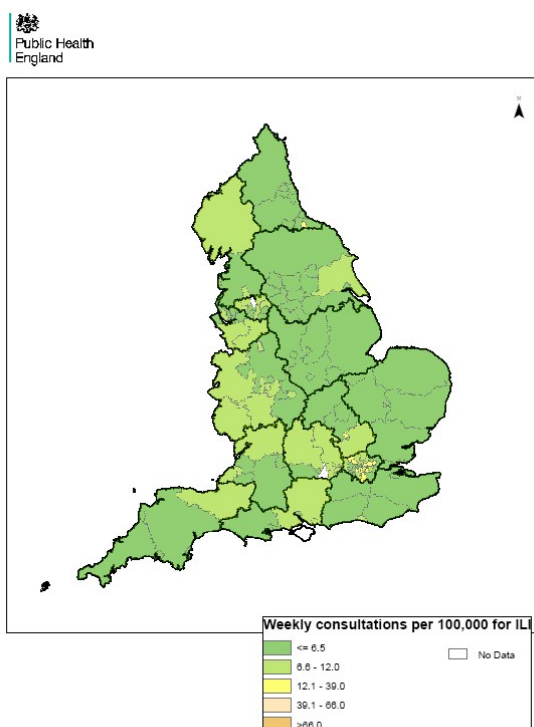 Public Health
England
N
Weekly consultations per 100,000 for ILI
<= 6.5
No Data
6.6 - 12.0
12.1 - 39.0
39.1 - 66.0
>66.0